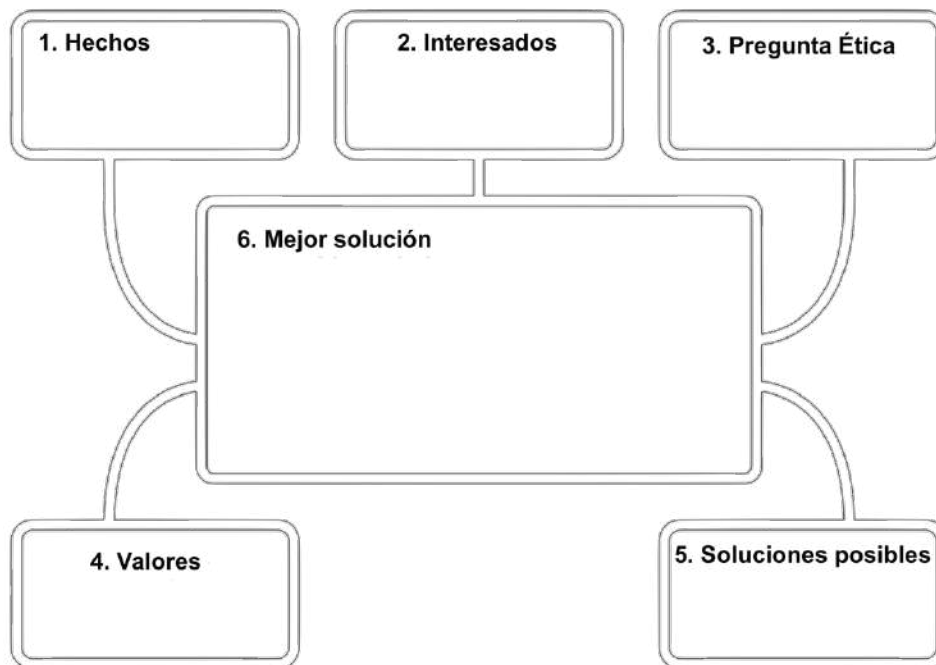 1. Hechos
2. Interesados
3. Pregunta Ética
6. Mejor solución
4. Valores
5. Soluciones posibles